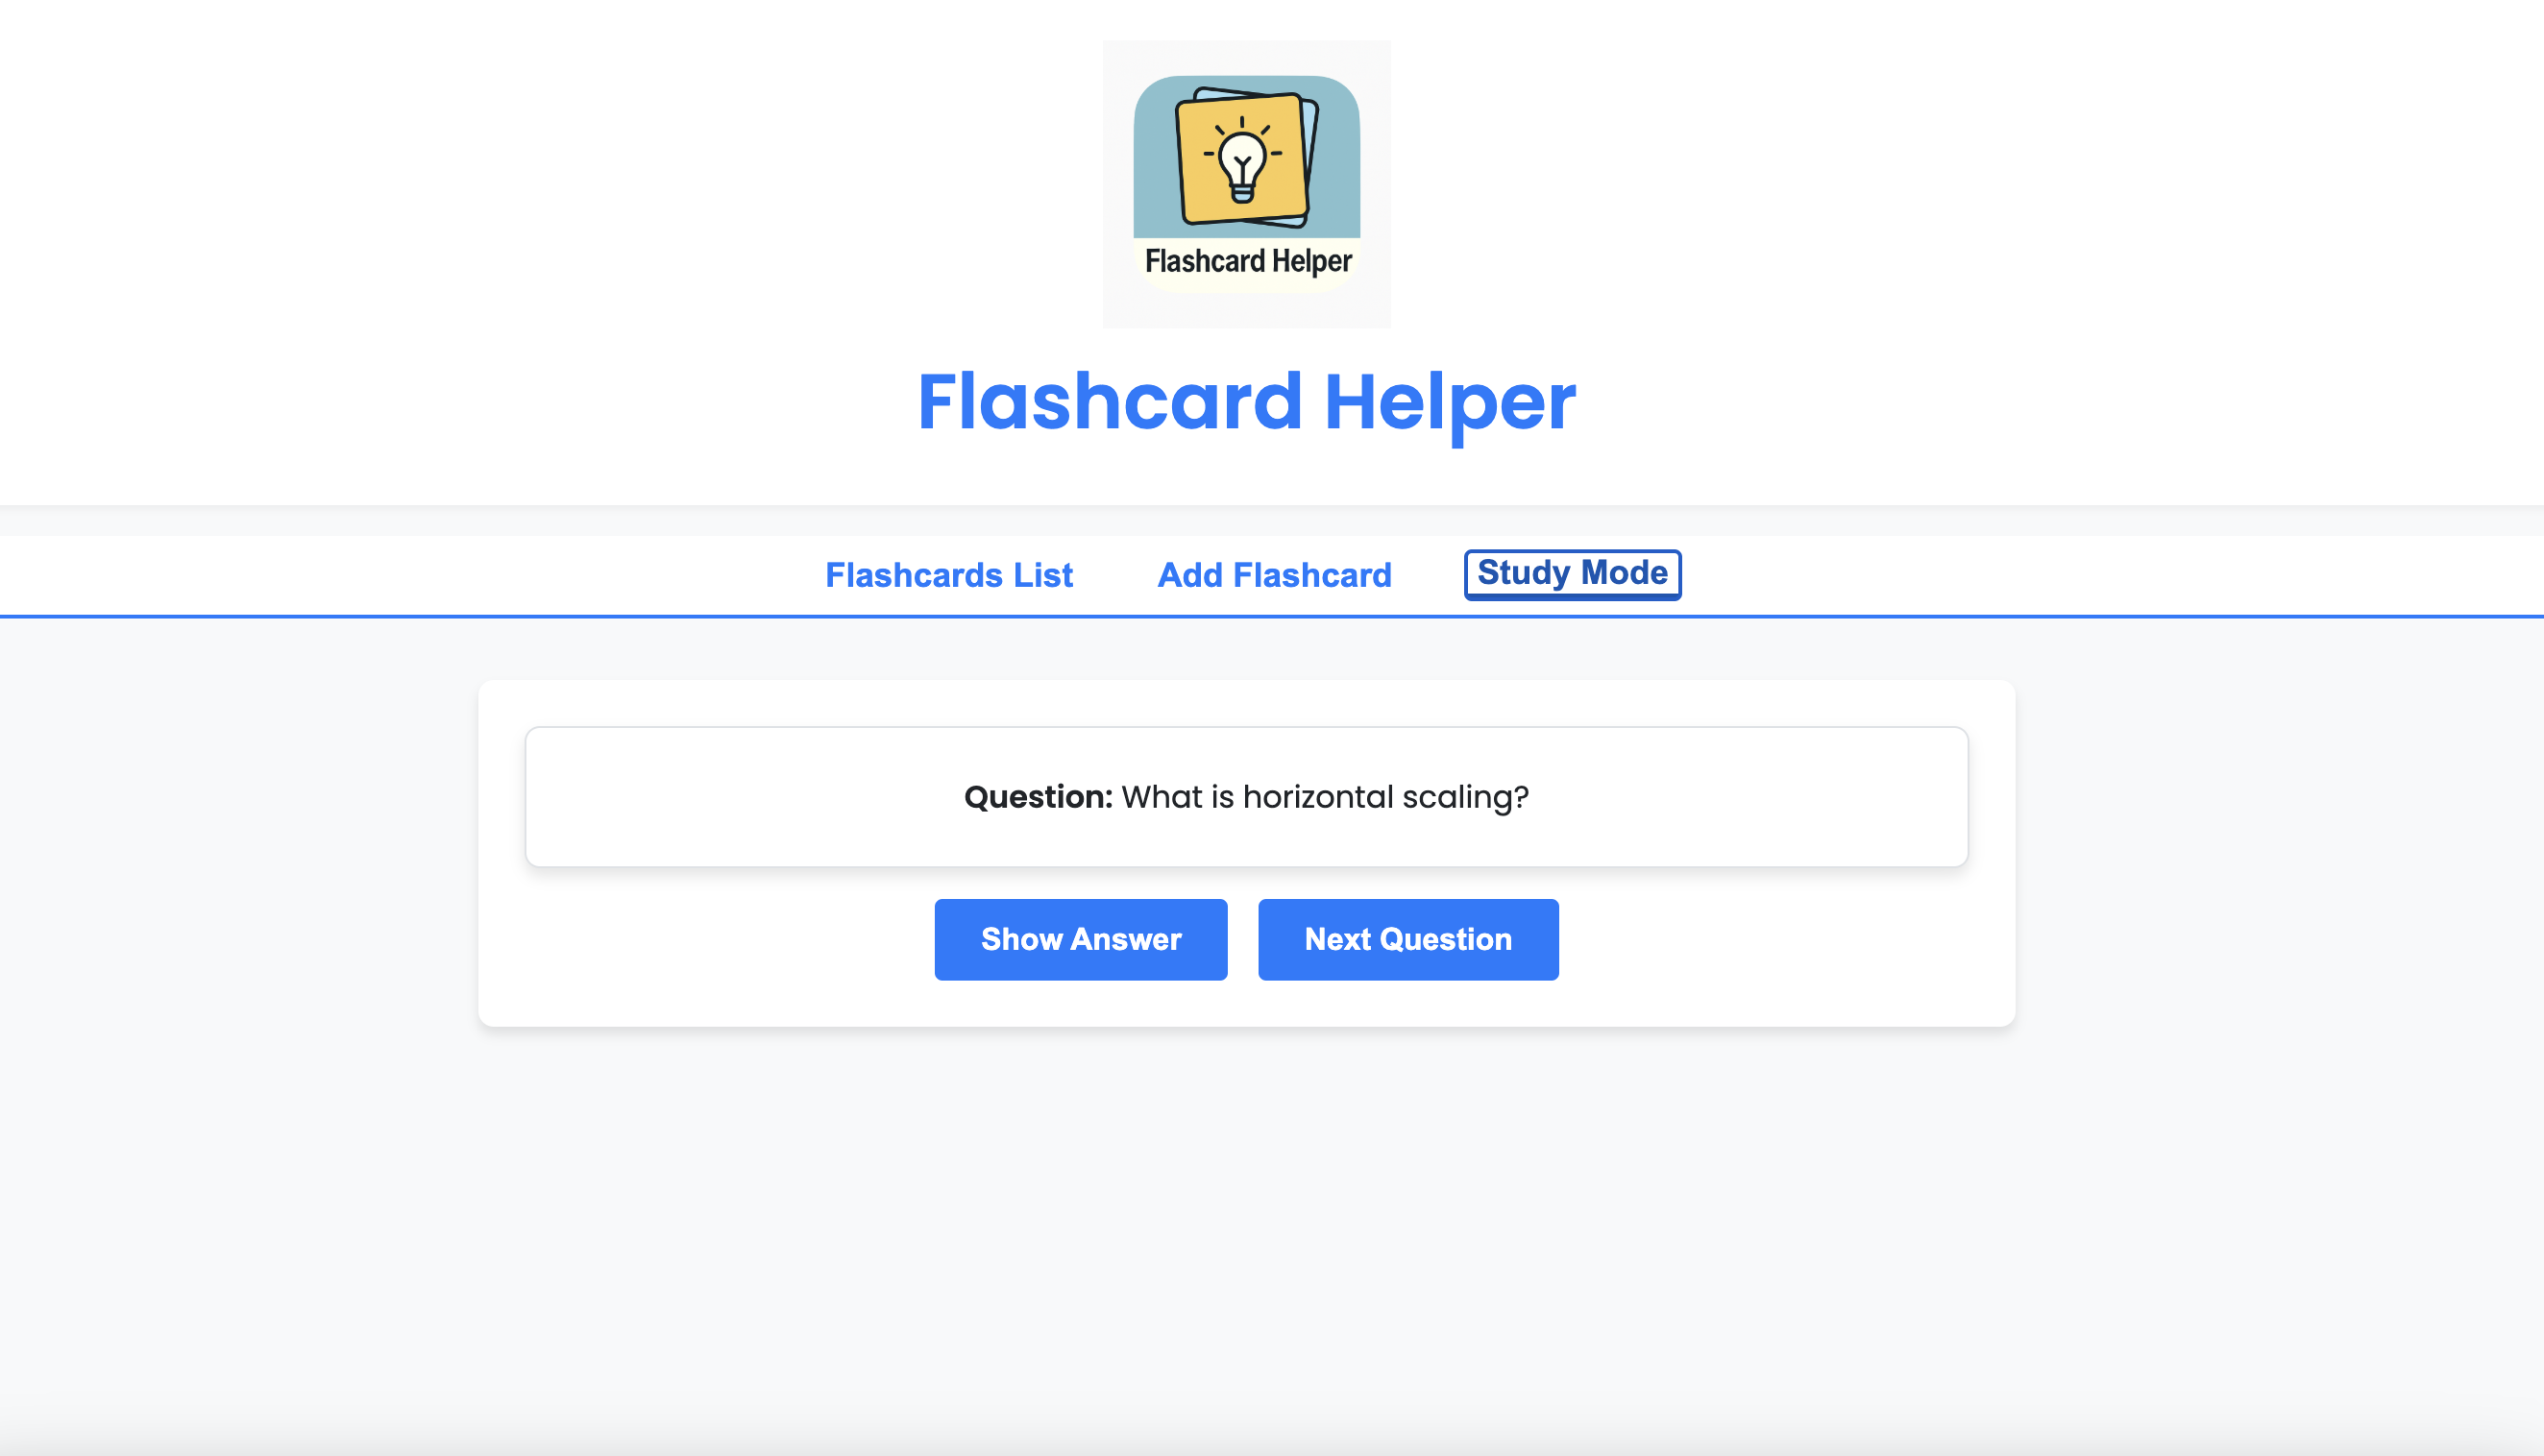 Flashcard Helper
Flashcard Helper
Flashcards List Add Flashcard Study Mode
Question: What is horizontal scaling?
Show Answer Next Question